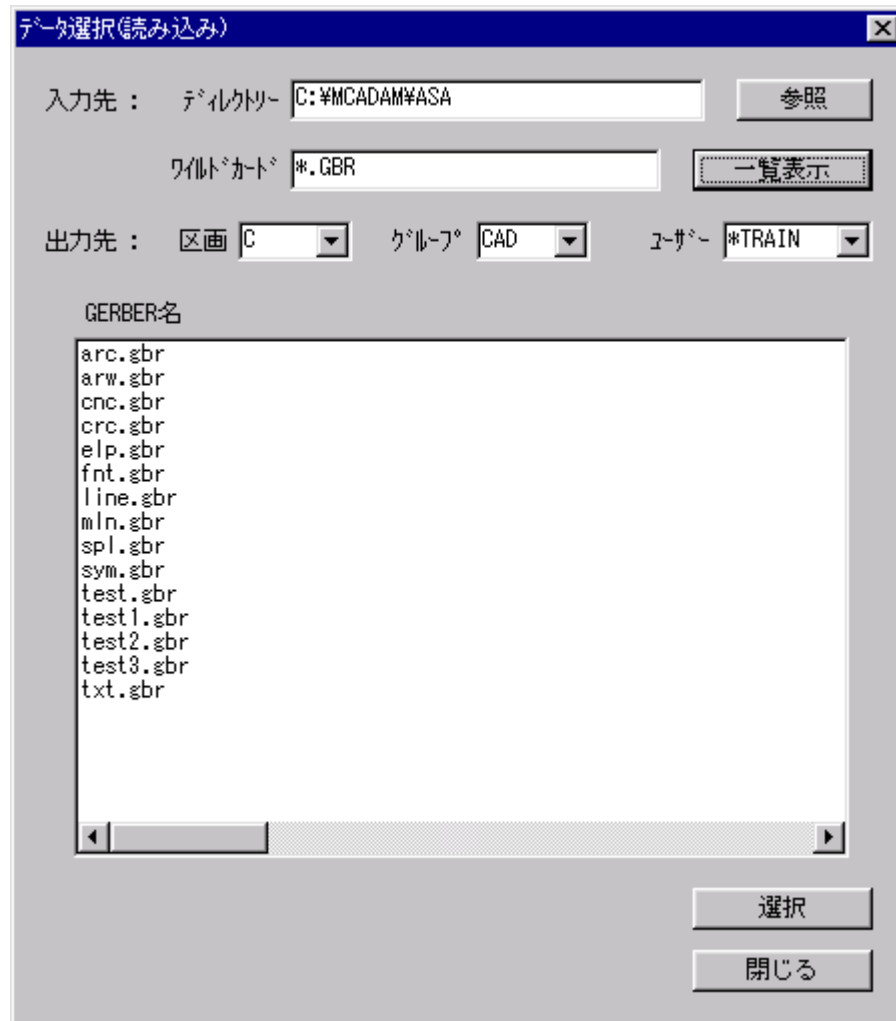 ﾃﾞｰﾀ選択(読み込み)
入力先： ﾃﾞｨﾚｸﾄﾘｰ C:¥MCADAM¥ASA 参照
ﾜｲﾙﾄﾞｶｰﾄﾞ *.GBR 一覧表示
出力先： 区画 C ｸﾞﾙｰﾌﾟ CAD ﾕｰｻﾞｰ *TRAIN
GERBER名
arc.gbr
arw.gbr
cnc.gbr
crc.gbr
elp.gbr
fnt.gbr
line.gbr
mln.gbr
spl.gbr
sym.gbr
test.gbr
test1.gbr
test2.gbr
test3.gbr
txt.gbr
選択
閉じる